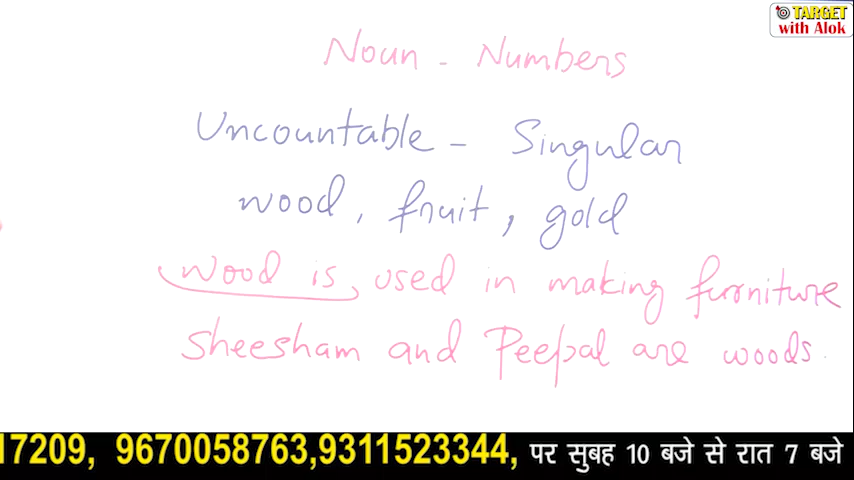 TARGET
with Alok
Noun - Numbers
Uncountable - Singular
wood, fruit, gold
Wood is used in making furniture
Sheesham and Peepal are woods.
17209, 9670058763,9311523344, पर सुबह 10 बजे से रात 7 बजे